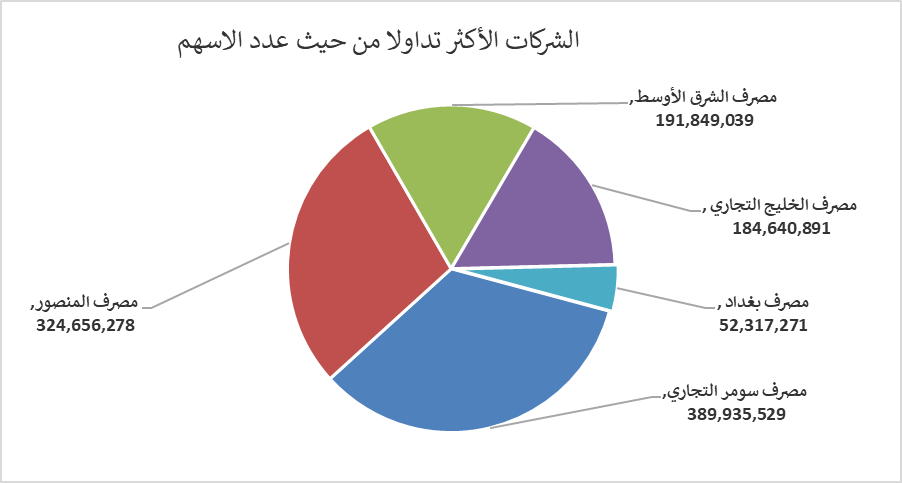 الشركات الأكثر تداولا من حيث عدد الاسهم
مصرف الشرق الأوسط,
191,849,039
مصرف الخليج التجاري ,
184,640,891
مصرف بغداد ,
52,317,271
مصرف المنصور,
324,656,278
مصرف سومر التجاري,
389,935,529